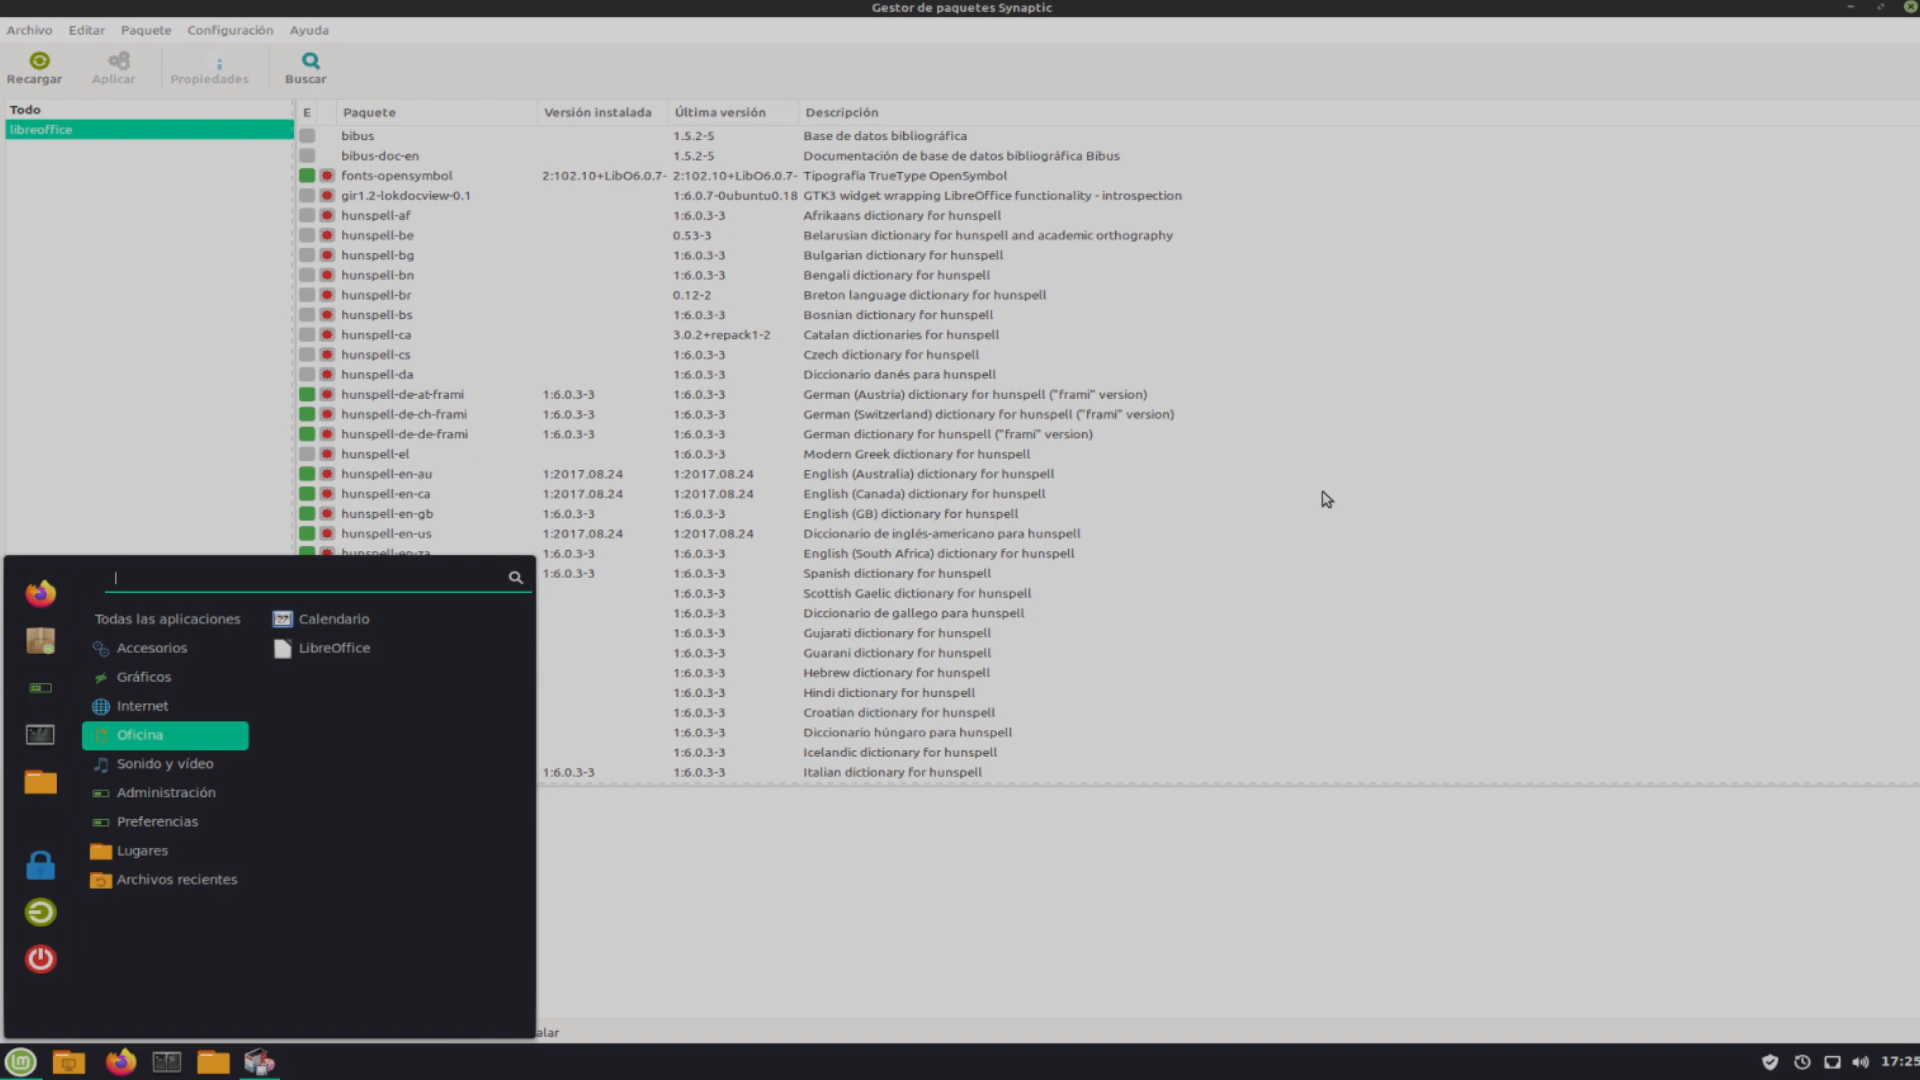 Gestor de paquetes Synaptic
Archivo Editar Paquete Configuración Ayuda
Recargar Aplicar Propiedades Buscar
Todo
libreoffice
E Paquete Versión instalada Última versión Descripción
bibus 1.5.2-5 Base de datos bibliográfica
bibus-doc-en 1.5.2-5 Documentación de base de datos bibliográfica Bibus
fonts-opensymbol 2:102.10+LibO6.0.7- 2:102.10+LibO6.0.7- Tipografía TrueType OpenSymbol
gir1.2-lokdocview-0.1 1:6.0.7-0ubuntu0.18 GTK3 widget wrapping LibreOffice functionality - introspection
hunspell-af 1:6.0.3-3 Afrikaans dictionary for hunspell
hunspell-be 0.53-3 Belarusian dictionary for hunspell and academic orthography
hunspell-bg 1:6.0.3-3 Bulgarian dictionary for hunspell
hunspell-bn 1:6.0.3-3 Bengali dictionary for hunspell
hunspell-br 0.12-2 Breton language dictionary for hunspell
hunspell-bs 1:6.0.3-3 Bosnian dictionary for hunspell
hunspell-ca 3.0.2+repack1-2 Catalan dictionaries for hunspell
hunspell-cs 1:6.0.3-3 Czech dictionary for hunspell
hunspell-da 1:6.0.3-3 Diccionario danés para hunspell
hunspell-de-at-frami 1:6.0.3-3 1:6.0.3-3 German (Austria) dictionary for hunspell ("frami" version)
hunspell-de-ch-frami 1:6.0.3-3 1:6.0.3-3 German (Switzerland) dictionary for hunspell ("frami" version)
hunspell-de-de-frami 1:6.0.3-3 1:6.0.3-3 German dictionary for hunspell ("frami" version)
hunspell-el 1:6.0.3-3 Modern Greek dictionary for hunspell
hunspell-en-au 1:2017.08.24 1:2017.08.24 English (Australia) dictionary for hunspell
hunspell-en-ca 1:2017.08.24 1:2017.08.24 English (Canada) dictionary for hunspell
hunspell-en-gb 1:6.0.3-3 1:6.0.3-3 English (GB) dictionary for hunspell
hunspell-en-us 1:2017.08.24 1:2017.08.24 Diccionario de inglés-americano para hunspell
hunspell-en-za 1:6.0.3-3 1:6.0.3-3 English (South Africa) dictionary for hunspell
1:6.0.3-3 1:6.0.3-3 Spanish dictionary for hunspell
1:6.0.3-3 Scottish Gaelic dictionary for hunspell
1:6.0.3-3 Diccionario de gallego para hunspell
1:6.0.3-3 Gujarati dictionary for hunspell
1:6.0.3-3 Guarani dictionary for hunspell
1:6.0.3-3 Hebrew dictionary for hunspell
1:6.0.3-3 Hindi dictionary for hunspell
1:6.0.3-3 Croatian dictionary for hunspell
1:6.0.3-3 Diccionario húngaro para hunspell
1:6.0.3-3 Icelandic dictionary for hunspell
1:6.0.3-3 1:6.0.3-3 Italian dictionary for hunspell
alar
Todas las aplicaciones
Accesorios
Gráficos
Internet
Oficina
Sonido y vídeo
Administración
Preferencias
Lugares
Archivos recientes
Calendario
LibreOffice
17:25